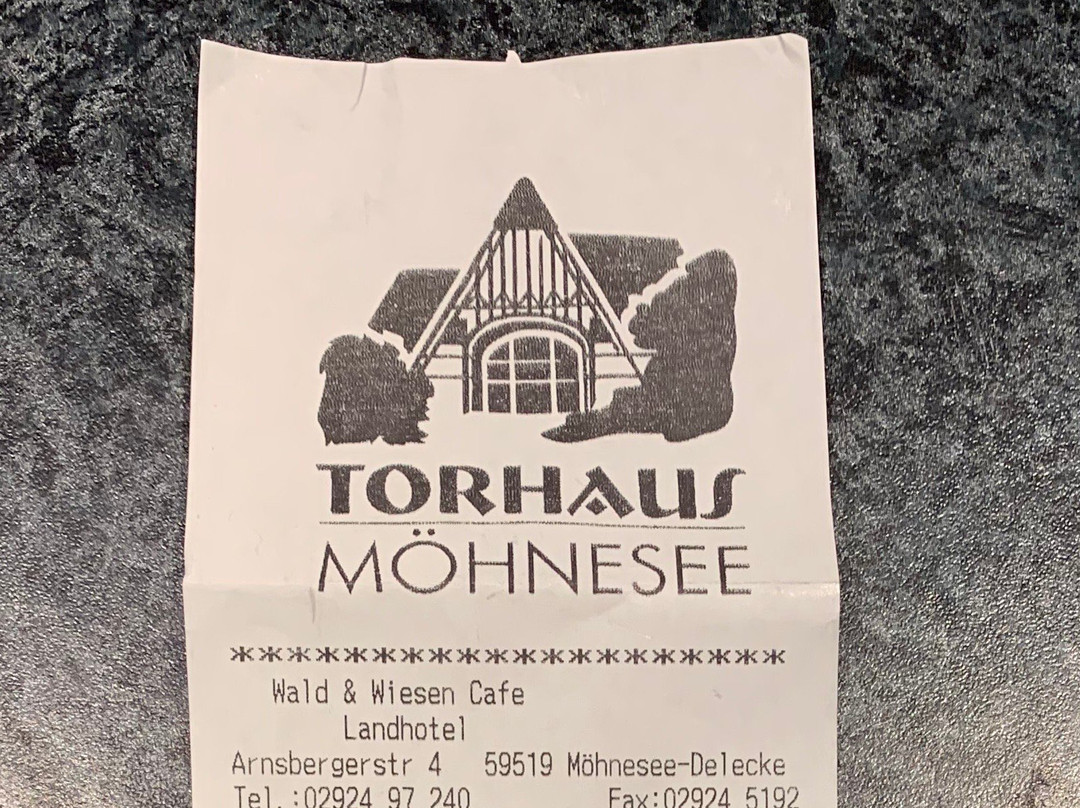 TORHAUS
MÖHNESEE
********************
Wald & Wiesen Cafe
Landhotel
Arnsbergerstr 4 59519 Möhnesee-Delecke
Tel.:02924 97 240 Fax:02924 5192